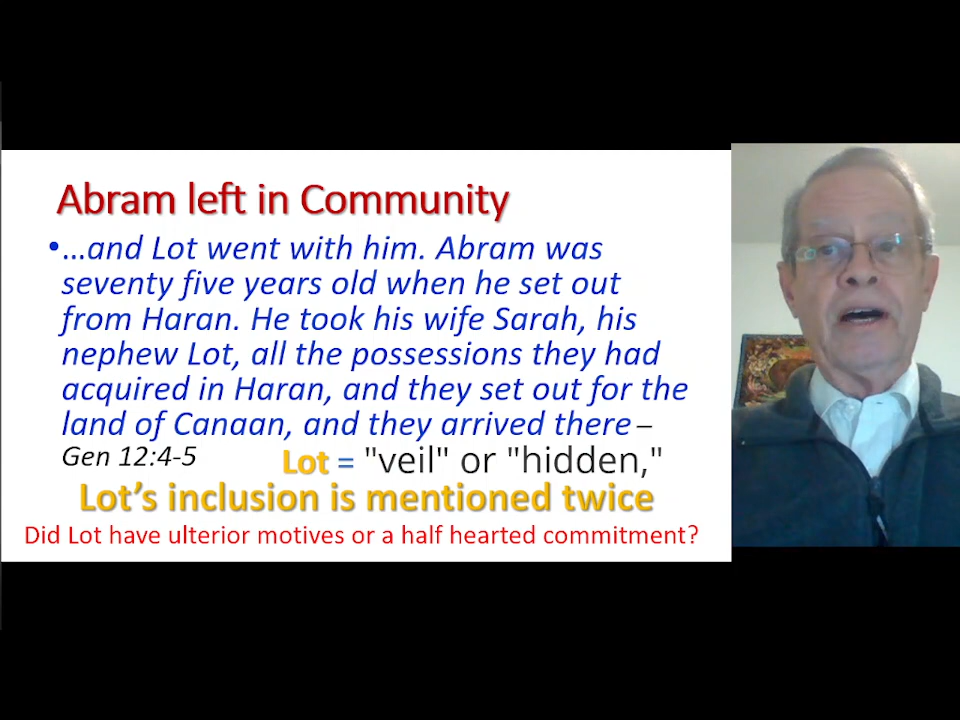 Abram left in Community
•…and Lot went with him. Abram was
seventy five years old when he set out
from Haran. He took his wife Sarah, his
nephew Lot, all the possessions they had
acquired in Haran, and they set out for the
land of Canaan, and they arrived there –
Gen 12:4-5 Lot = "veil" or "hidden,"
Lot’s inclusion is mentioned twice
Did Lot have ulterior motives or a half hearted commitment?